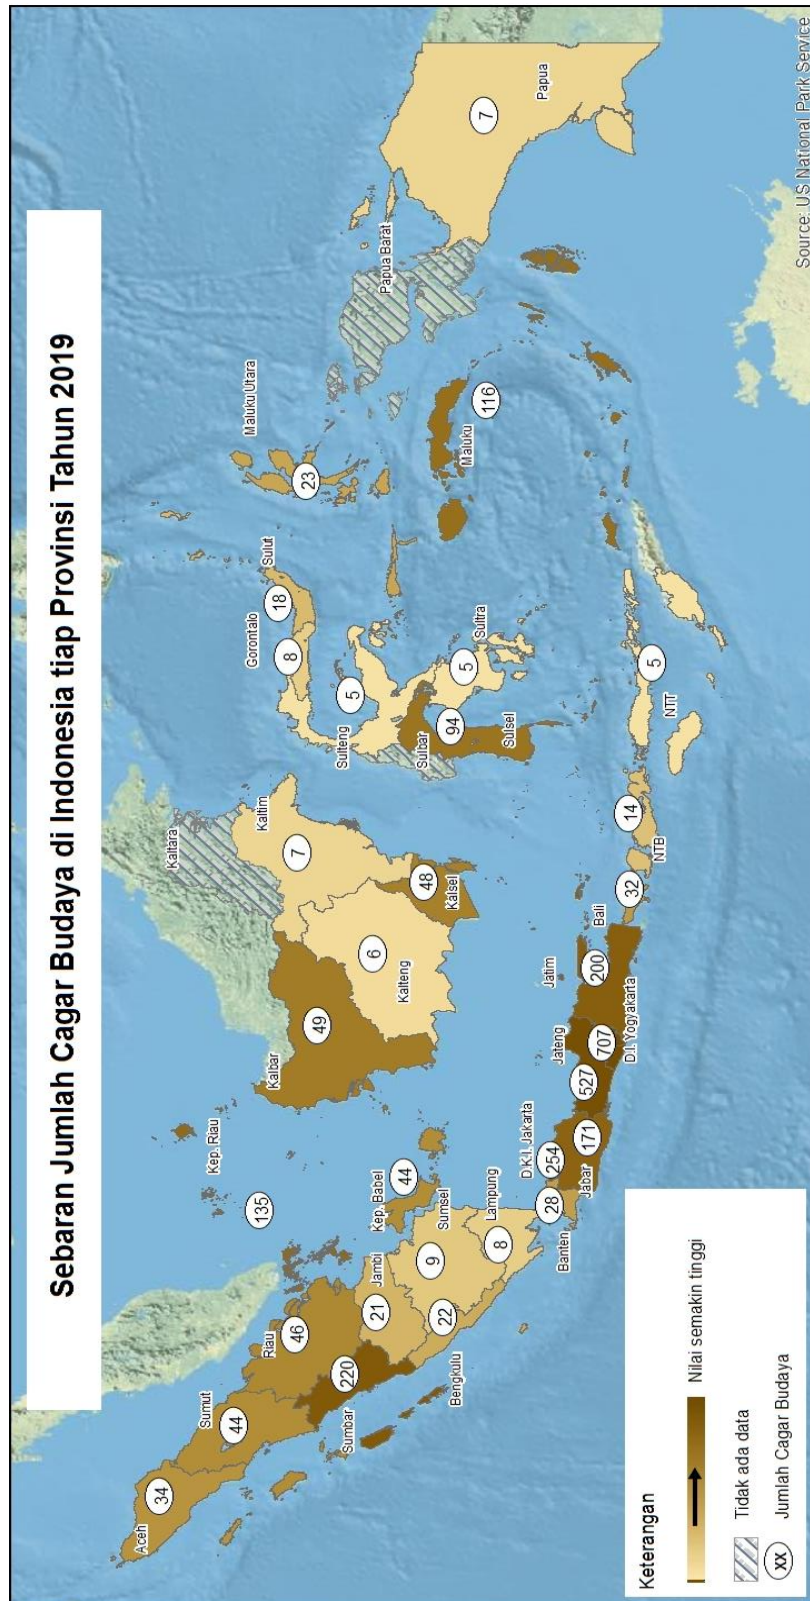 Sebaran Jumlah Cagar Budaya di Indonesia tiap Provinsi Tahun 2019
Aceh
34
Sumut
44
Riau
46
Sumbar
220
Kep. Riau
135
Jambi
21
Bengkulu
22
Kep. Babel
44
Sumsel
9
Lampung
8
Banten
28
D.K.I. Jakarta
254
Jabar
171
Jateng
527
D.I. Yogyakarta
707
Jatim
200
Bali
32
NTB
14
NTT
5
Kalbar
49
Kalteng
6
Kalsel
48
Kaltim
7
Kaltara
Sulteng
5
Sulbar
Sulsel
94
Sultra
5
Gorontalo
8
Sulut
18
Maluku Utara
23
Maluku
116
Papua Barat
Papua
7
Keterangan
Nilai semakin tinggi
Tidak ada data
XX
Jumlah Cagar Budaya
Source: US National Park Service